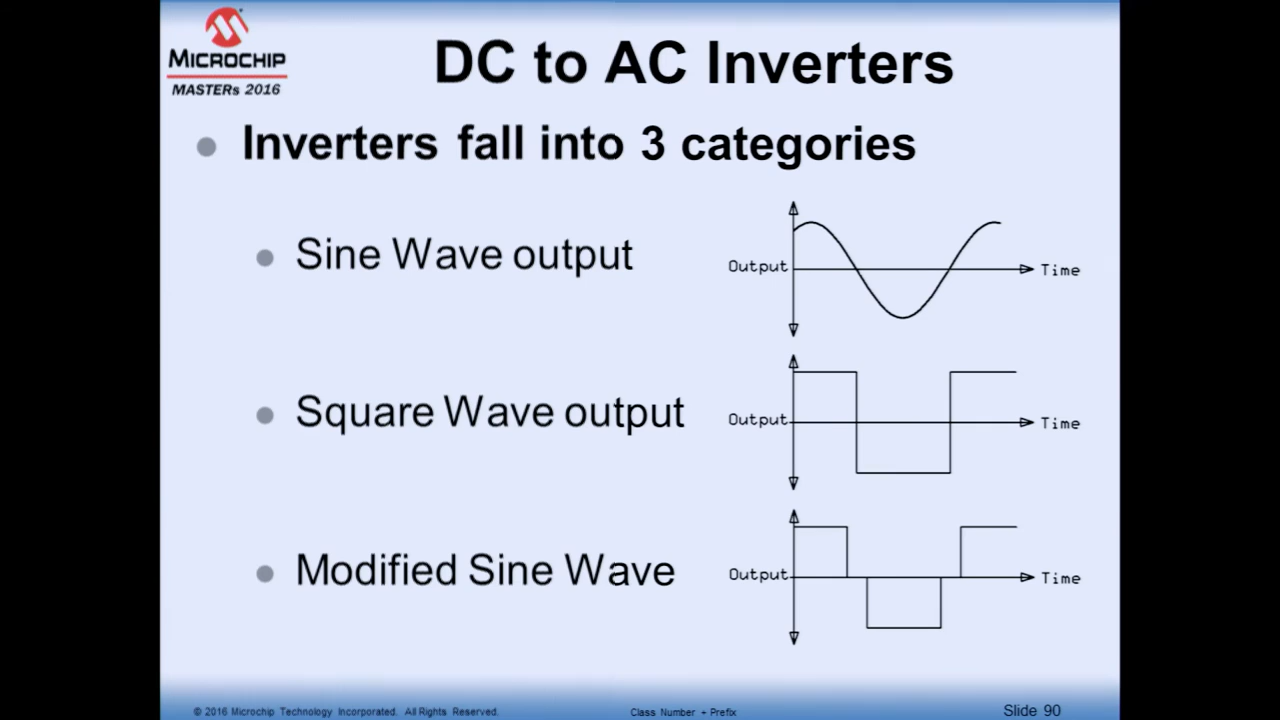 MICROCHIP
MASTERs 2016
DC to AC Inverters
Inverters fall into 3 categories
Sine Wave output
Output
Time
Square Wave output
Output
Time
Modified Sine Wave
Output
Time
© 2016 Microchip Technology Incorporated. All Rights Reserved.
Class Number + Prefix
Slide 90